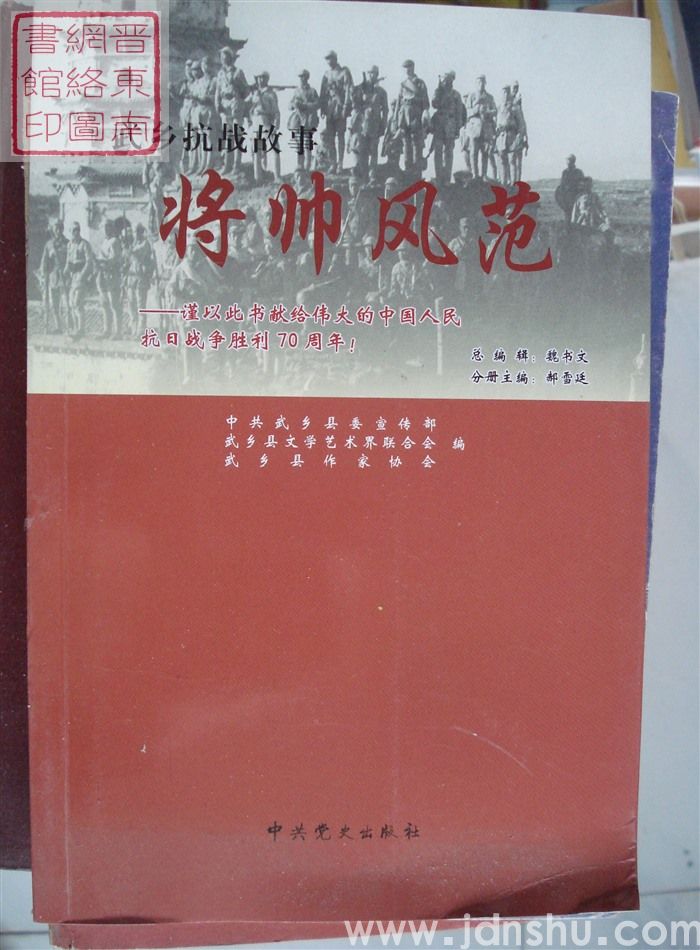 晋东南
網絡圖
書館印
武乡抗战故事
将帅风范
——谨以此书献给伟大的中国人民
抗日战争胜利70周年！
总编辑：魏书文
分册主编：郝雪廷
中共武乡县委宣传部
武乡县文学艺术界联合会 编
武乡县作家协会
中共党史出版社
www.jdnshu.com